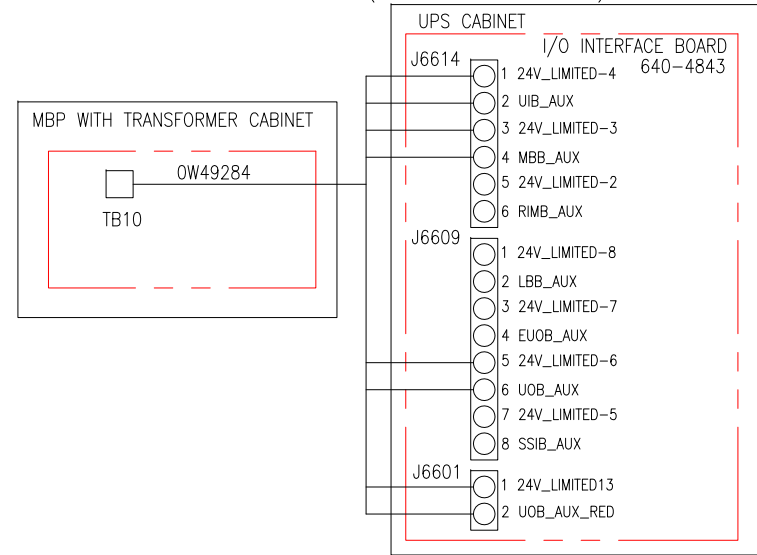 UPS CABINET
I/O INTERFACE BOARD
640-4843
J6614
1 24V_LIMITED-4
2 UIB_AUX
3 24V_LIMITED-3
4 MBB_AUX
5 24V_LIMITED-2
6 RIMB_AUX
MBP WITH TRANSFORMER CABINET
0W49284
TB10
J6609
1 24V_LIMITED-8
2 LBB_AUX
3 24V_LIMITED-7
4 EUOB_AUX
5 24V_LIMITED-6
6 UOB_AUX
7 24V_LIMITED-5
8 SSIB_AUX
J6601
1 24V_LIMITED13
2 UOB_AUX_RED